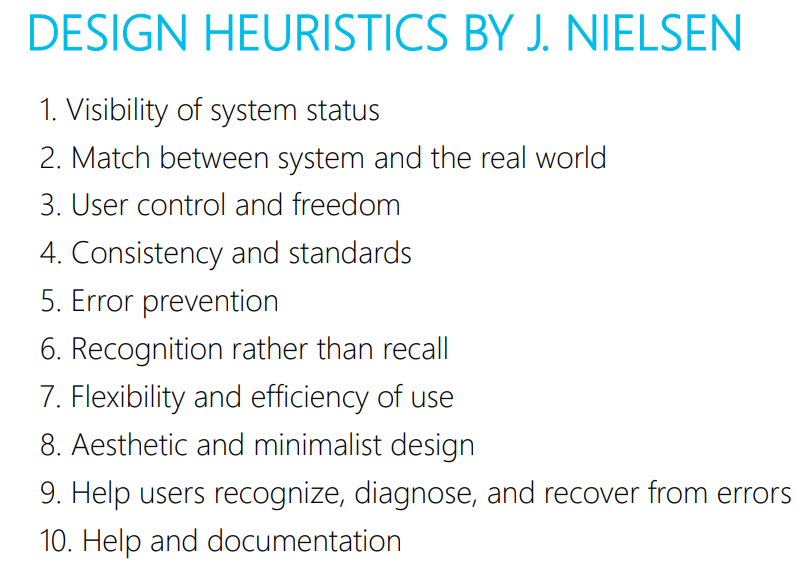 DESIGN HEURISTICS BY J. NIELSEN
1. Visibility of system status
2. Match between system and the real world
3. User control and freedom
4. Consistency and standards
5. Error prevention
6. Recognition rather than recall
7. Flexibility and efficiency of use
8. Aesthetic and minimalist design
9. Help users recognize, diagnose, and recover from errors
10. Help and documentation